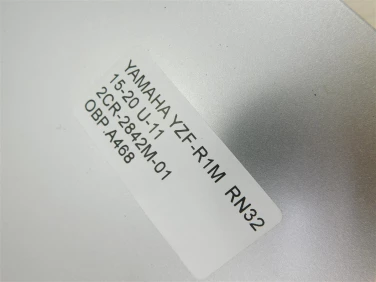 YAMAHA YZF-R1M RN32
15-20 U-11
2CR-2842M-01
OBP.A468